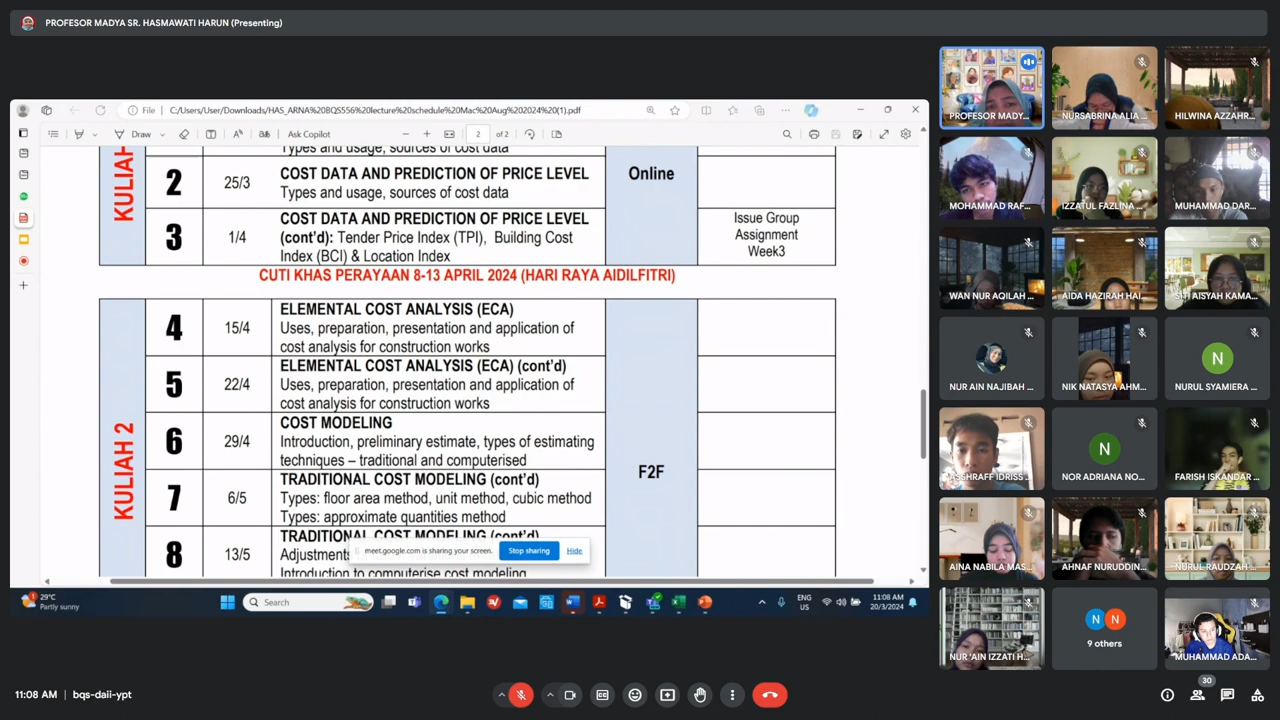 PROFESOR MADYA SR. HASMAWATI HARUN (Presenting)
File
C:/Users/User/Downloads/HAS_ARNA%20BQS556%20lecture%20schedule%20Mac%20Aug%202024%20(1).pdf
Draw
Ask Copilot
2 of 2
KULIAH
Types and usage, sources of cost data
2 25/3 COST DATA AND PREDICTION OF PRICE LEVEL
Types and usage, sources of cost data
Online
3 1/4 COST DATA AND PREDICTION OF PRICE LEVEL
(cont'd): Tender Price Index (TPI), Building Cost
Index (BCI) & Location Index
Issue Group
Assignment
Week3
CUTI KHAS PERAYAAN 8-13 APRIL 2024 (HARI RAYA AIDILFITRI)
KULIAH 2
4 15/4 ELEMENTAL COST ANALYSIS (ECA)
Uses, preparation, presentation and application of
cost analysis for construction works
5 22/4 ELEMENTAL COST ANALYSIS (ECA) (cont'd)
Uses, preparation, presentation and application of
cost analysis for construction works
6 29/4 COST MODELING
Introduction, preliminary estimate, types of estimating
techniques – traditional and computerised
F2F
7 6/5 TRADITIONAL COST MODELING (cont'd)
Types: floor area method, unit method, cubic method
Types: approximate quantities method
8 13/5 TRADITIONAL COST MODELING (cont'd)
Adjustments
Introduction to computerise cost modeling
meet.google.com is sharing your screen.
Stop sharing
Hide
1
29°C
Partly sunny
Search
ENG
US
11:08 AM
20/3/2024
PROFESOR MADY...
NURSABRINA ALIA ...
HILWINA AZZAHR...
MOHAMMAD RAF...
IZZATUL FAZLINA ...
MUHAMMAD DAR...
WAN NUR AQILAH ...
AIDA HAZIRAH HAI...
SITI AISYAH KAMA...
NUR AIN NAJIBAH ...
NIK NATASYA AHM...
N
NURUL SYAMIERA ...
ASSHRAFF IDRISS ...
N
NOR ADRIANA NO...
FARISH ISKANDAR ...
AINA NABILA MAS...
AHNAF NURUDDIN...
NURUL RAUDZAH ...
NUR 'AIN IZZATI H...
N N
9 others
MUHAMMAD ADA...
11:08 AM | bqs-daii-ypt
30